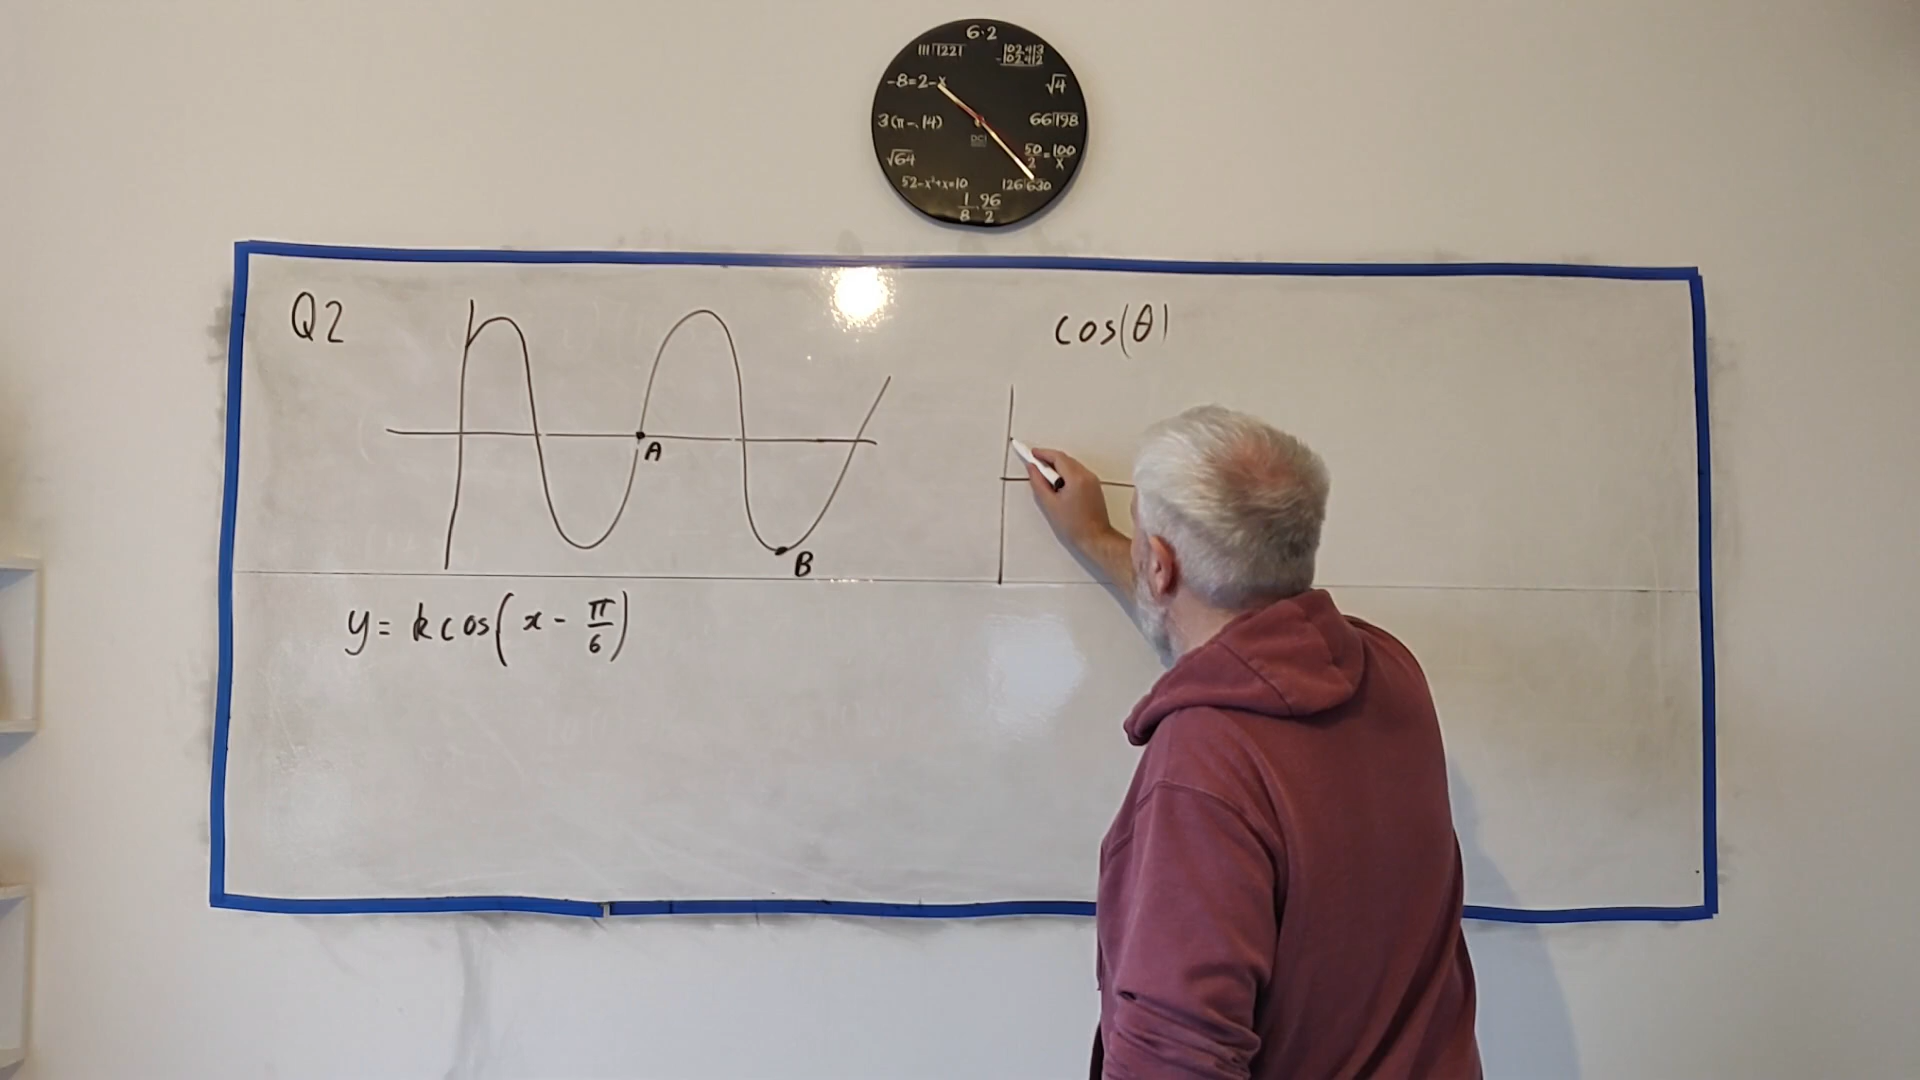 6·2
111⟌1221
102,413
-102,412
-8=2-x
√4
3(π-.14)
66⟌198
√64
50/2=100/x
52-x²+x=10
126⟌630
1/8·96/2
DCI
Q2
cos(θ)
A
B
y = k cos(x - π/6)